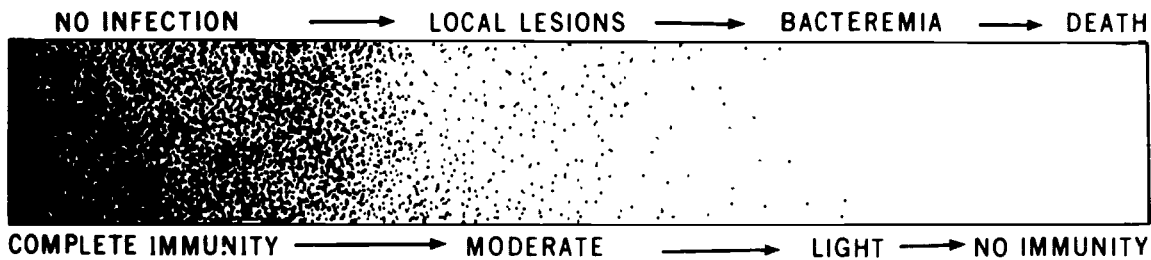 NO INFECTION → LOCAL LESIONS → BACTEREMIA → DEATH
COMPLETE IMMUNITY → MODERATE → LIGHT → NO IMMUNITY